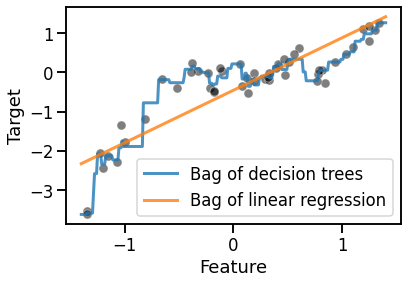 Target
1
0
−1
−2
−3
Bag of decision trees
Bag of linear regression
−1
0
1
Feature